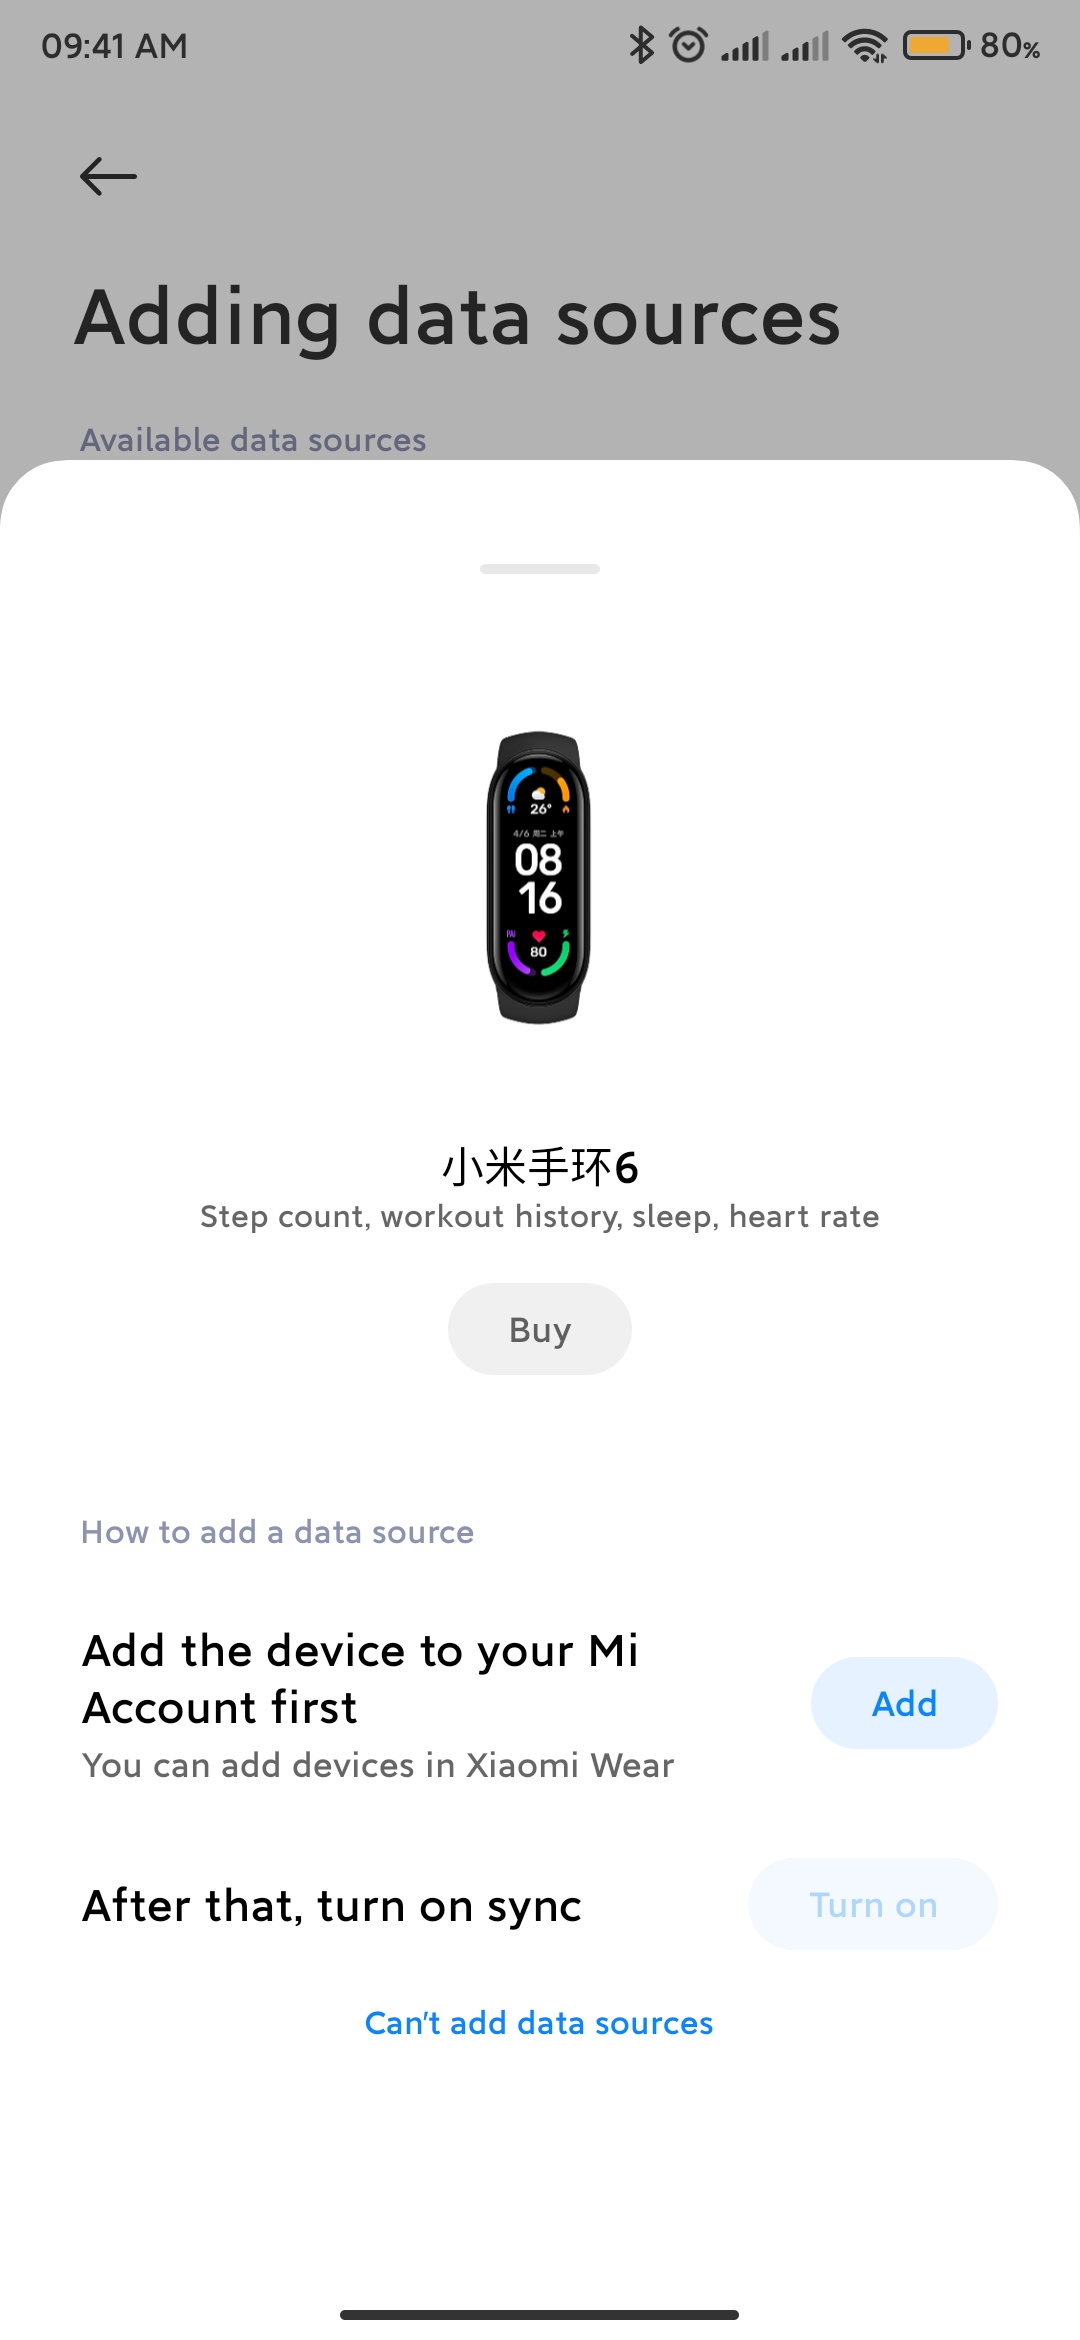 09:41 AM
80%
Adding data sources
Available data sources
26°
4/6 周二 上午
08
16
PAI
80
小米手环6
Step count, workout history, sleep, heart rate
Buy
How to add a data source
Add the device to your Mi
Account first
Add
You can add devices in Xiaomi Wear
After that, turn on sync
Turn on
Can't add data sources